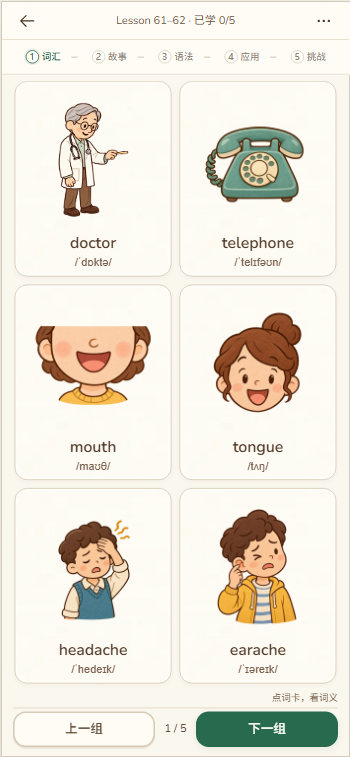 Lesson 61–62 · 已学 0/5
1 词汇 – 2 故事 – 3 语法 – 4 应用 – 5 挑战
doctor telephone
/ˈdɒktə/ /ˈtelɪfəʊn/
mouth tongue
/maʊθ/ /tʌŋ/
headache earache
/ˈhedeɪk/ /ˈɪəreɪk/
点词卡，看词义
上一组 1 / 5 下一组